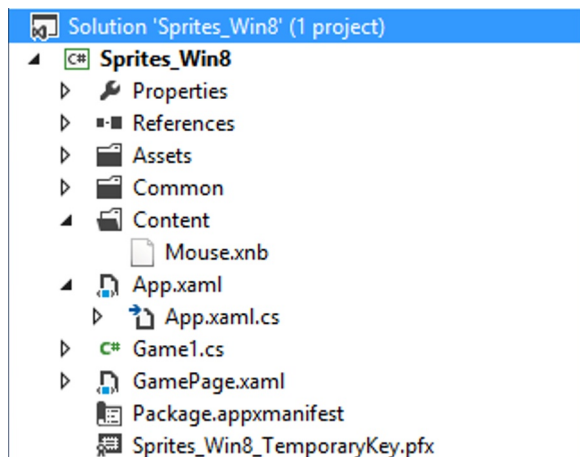 Solution 'Sprites_Win8' (1 project)
C# Sprites_Win8
Properties
References
Assets
Common
Content
Mouse.xnb
App.xaml
App.xaml.cs
C# Game1.cs
GamePage.xaml
Package.appxmanifest
Sprites_Win8_TemporaryKey.pfx